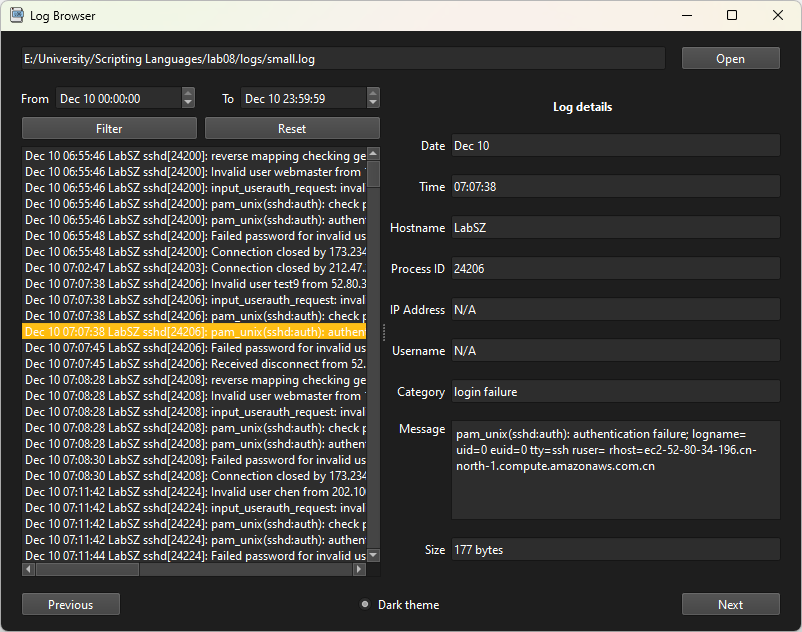 Log Browser
E:/University/Scripting Languages/lab08/logs/small.log
Open
From Dec 10 00:00:00 To Dec 10 23:59:59
Filter Reset
Dec 10 06:55:46 LabSZ sshd[24200]: reverse mapping checking ge
Dec 10 06:55:46 LabSZ sshd[24200]: Invalid user webmaster from
Dec 10 06:55:46 LabSZ sshd[24200]: input_userauth_request: inval
Dec 10 06:55:46 LabSZ sshd[24200]: pam_unix(sshd:auth): check p
Dec 10 06:55:46 LabSZ sshd[24200]: pam_unix(sshd:auth): authen
Dec 10 06:55:48 LabSZ sshd[24200]: Failed password for invalid us
Dec 10 06:55:48 LabSZ sshd[24200]: Connection closed by 173.234
Dec 10 07:02:47 LabSZ sshd[24203]: Connection closed by 212.47.
Dec 10 07:07:38 LabSZ sshd[24206]: Invalid user test9 from 52.80.3
Dec 10 07:07:38 LabSZ sshd[24206]: input_userauth_request: inval
Dec 10 07:07:38 LabSZ sshd[24206]: pam_unix(sshd:auth): check p
Dec 10 07:07:38 LabSZ sshd[24206]: pam_unix(sshd:auth): authen
Dec 10 07:07:45 LabSZ sshd[24206]: Failed password for invalid us
Dec 10 07:07:45 LabSZ sshd[24206]: Received disconnect from 52.
Dec 10 07:08:28 LabSZ sshd[24208]: reverse mapping checking ge
Dec 10 07:08:28 LabSZ sshd[24208]: Invalid user webmaster from
Dec 10 07:08:28 LabSZ sshd[24208]: input_userauth_request: inval
Dec 10 07:08:28 LabSZ sshd[24208]: pam_unix(sshd:auth): check p
Dec 10 07:08:28 LabSZ sshd[24208]: pam_unix(sshd:auth): authen
Dec 10 07:08:30 LabSZ sshd[24208]: Failed password for invalid us
Dec 10 07:08:30 LabSZ sshd[24208]: Connection closed by 173.234
Dec 10 07:11:42 LabSZ sshd[24224]: Invalid user chen from 202.10
Dec 10 07:11:42 LabSZ sshd[24224]: input_userauth_request: inval
Dec 10 07:11:42 LabSZ sshd[24224]: pam_unix(sshd:auth): check p
Dec 10 07:11:42 LabSZ sshd[24224]: pam_unix(sshd:auth): authen
Dec 10 07:11:44 LabSZ sshd[24224]: Failed password for invalid us
Log details
Date Dec 10
Time 07:07:38
Hostname LabSZ
Process ID 24206
IP Address N/A
Username N/A
Category login failure
Message pam_unix(sshd:auth): authentication failure; logname=
uid=0 euid=0 tty=ssh ruser= rhost=ec2-52-80-34-196.cn-
north-1.compute.amazonaws.com.cn
Size 177 bytes
Previous Dark theme Next